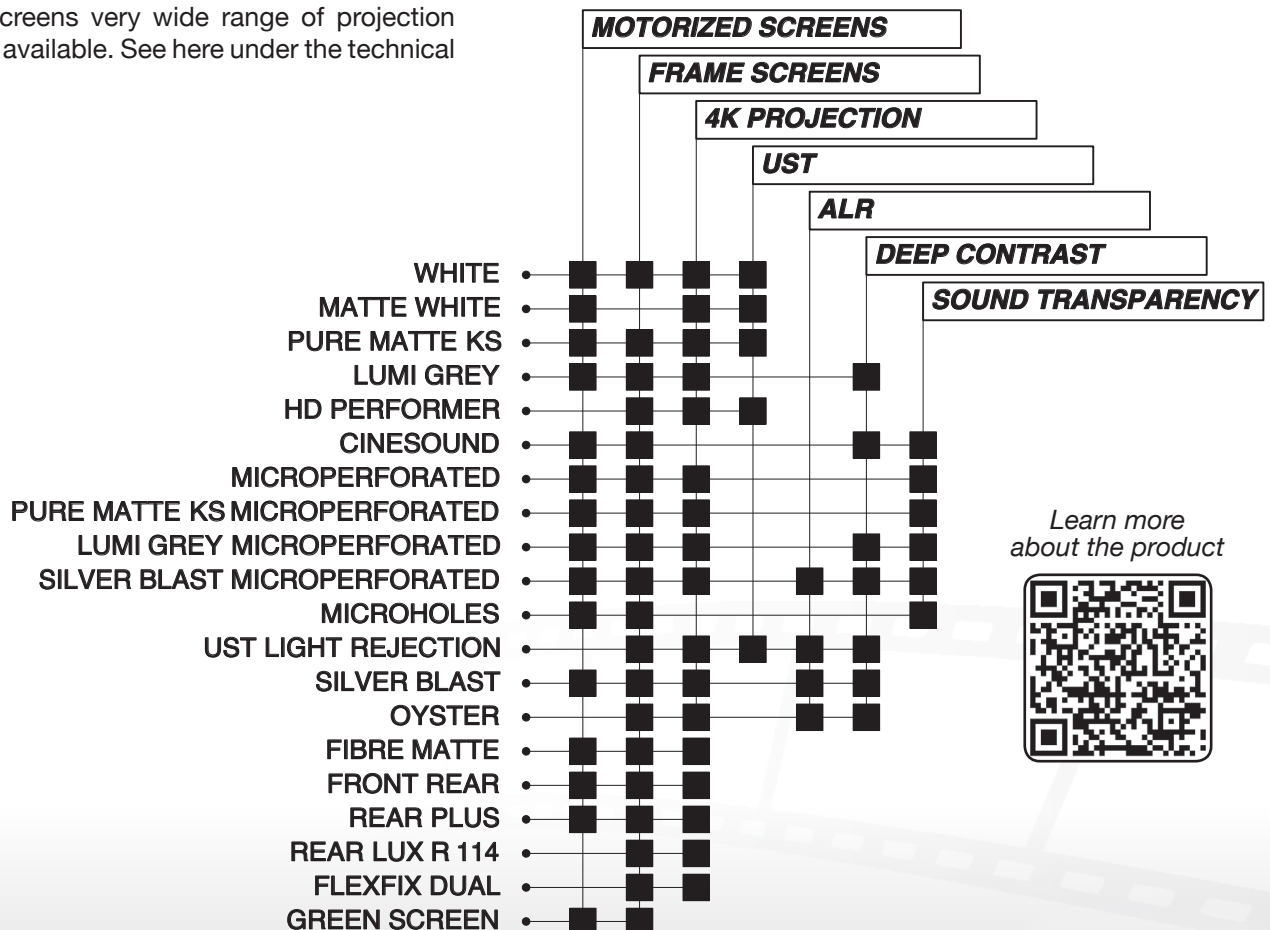 creens very wide range of projection
available. See here under the technical
MOTORIZED SCREENS
FRAME SCREENS
4K PROJECTION
UST
ALR
DEEP CONTRAST
SOUND TRANSPARENCY
WHITE
MATTE WHITE
PURE MATTE KS
LUMI GREY
HD PERFORMER
CINESOUND
MICROPERFORATED
PURE MATTE KS MICROPERFORATED
LUMI GREY MICROPERFORATED
SILVER BLAST MICROPERFORATED
MICROHOLES
UST LIGHT REJECTION
SILVER BLAST
OYSTER
FIBRE MATTE
FRONT REAR
REAR PLUS
REAR LUX R 114
FLEXFIX DUAL
GREEN SCREEN
Learn more
about the product